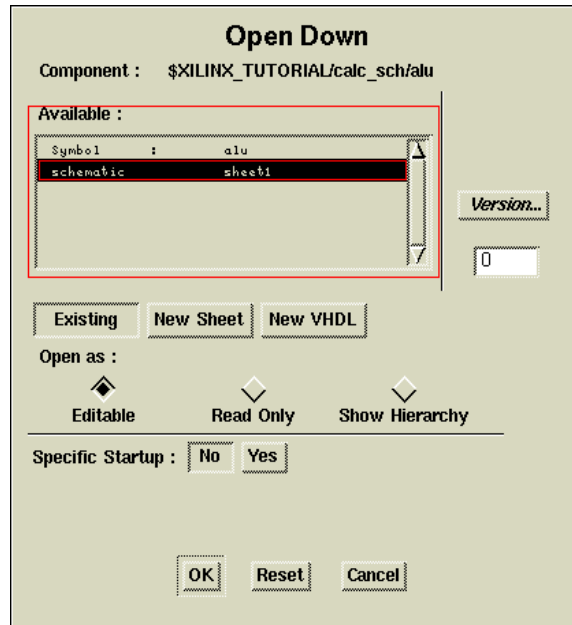 Open Down
Component : $XILINX_TUTORIAL/calc_sch/alu
Available :
Symbol : alu
schematic sheet1
Version...
0
Existing New Sheet New VHDL
Open as :
Editable Read Only Show Hierarchy
Specific Startup : No Yes
OK Reset Cancel